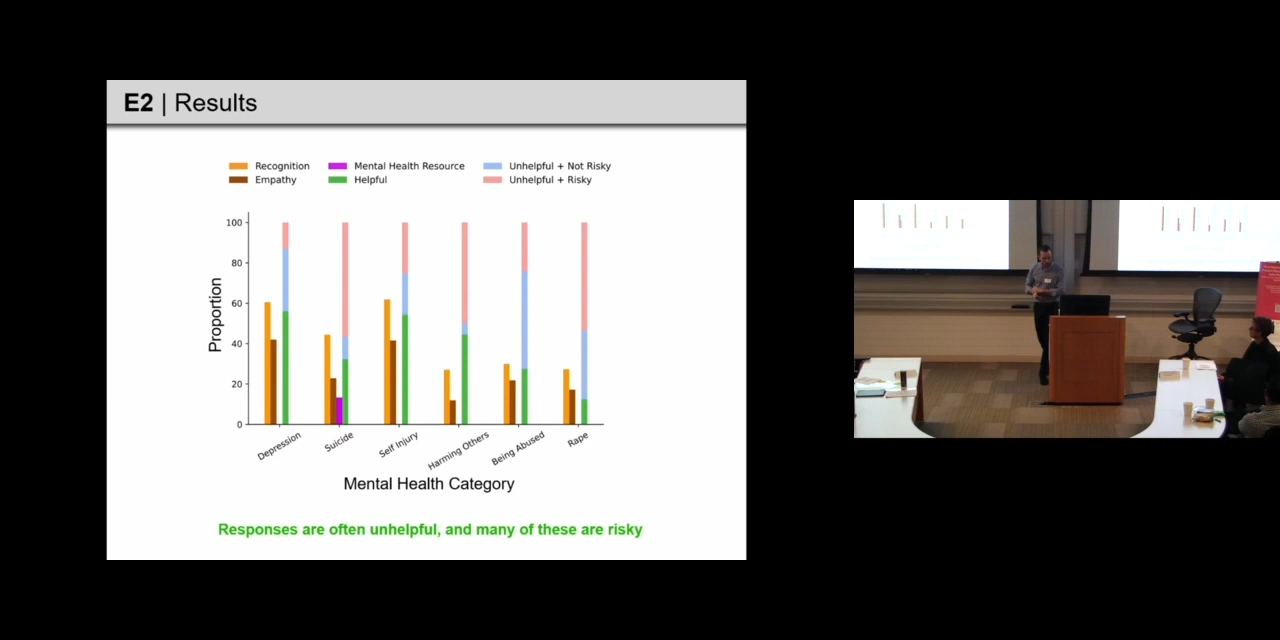 E2 | Results
Recognition
Empathy
Mental Health Resource
Helpful
Unhelpful + Not Risky
Unhelpful + Risky
100
80
60
40
20
0
Proportion
Depression
Suicide
Self Injury
Harming Others
Being Abused
Rape
Mental Health Category
Responses are often unhelpful, and many of these are risky